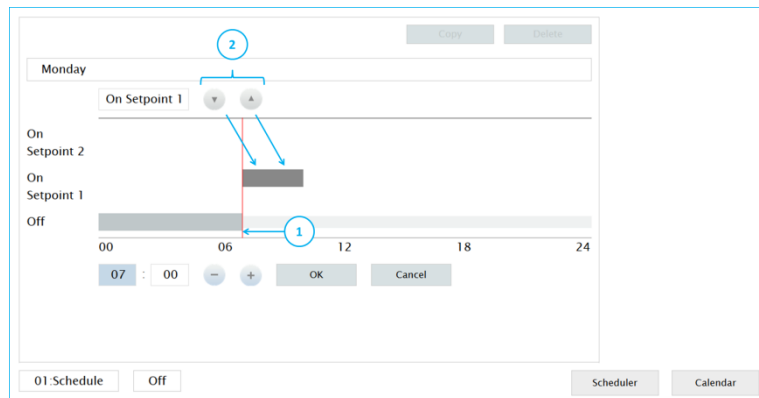 Copy Delete
2
Monday
On Setpoint 1 ▼ ▲
On
Setpoint 2
On
Setpoint 1
Off
1
00 06 12 18 24
07 : 00 − + OK Cancel
01:Schedule Off Scheduler Calendar